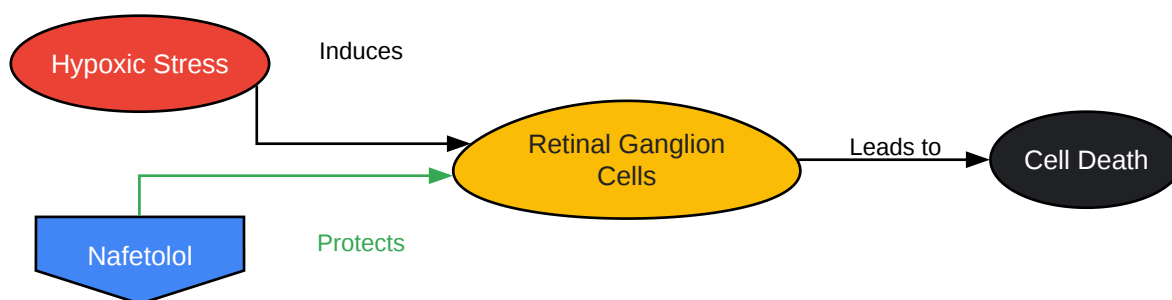 Hypoxic Stress
Induces
Retinal Ganglion
Cells
Leads to
Cell Death
Nafetolol
Protects